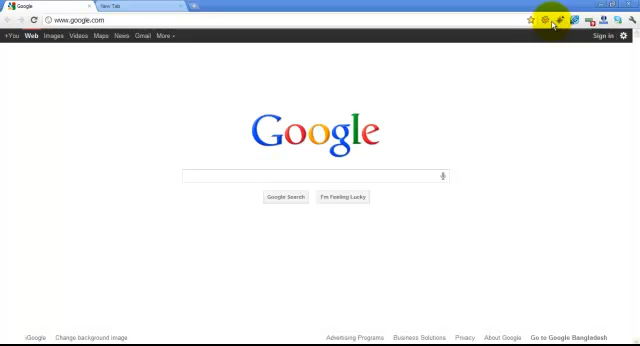 Google
New Tab
www.google.com
+You Web Images Videos Maps News Gmail More Sign in
Google
Google Search I'm Feeling Lucky
Change background image Advertising Programs Business Solutions Privacy About Google Go to Google Bangladesh